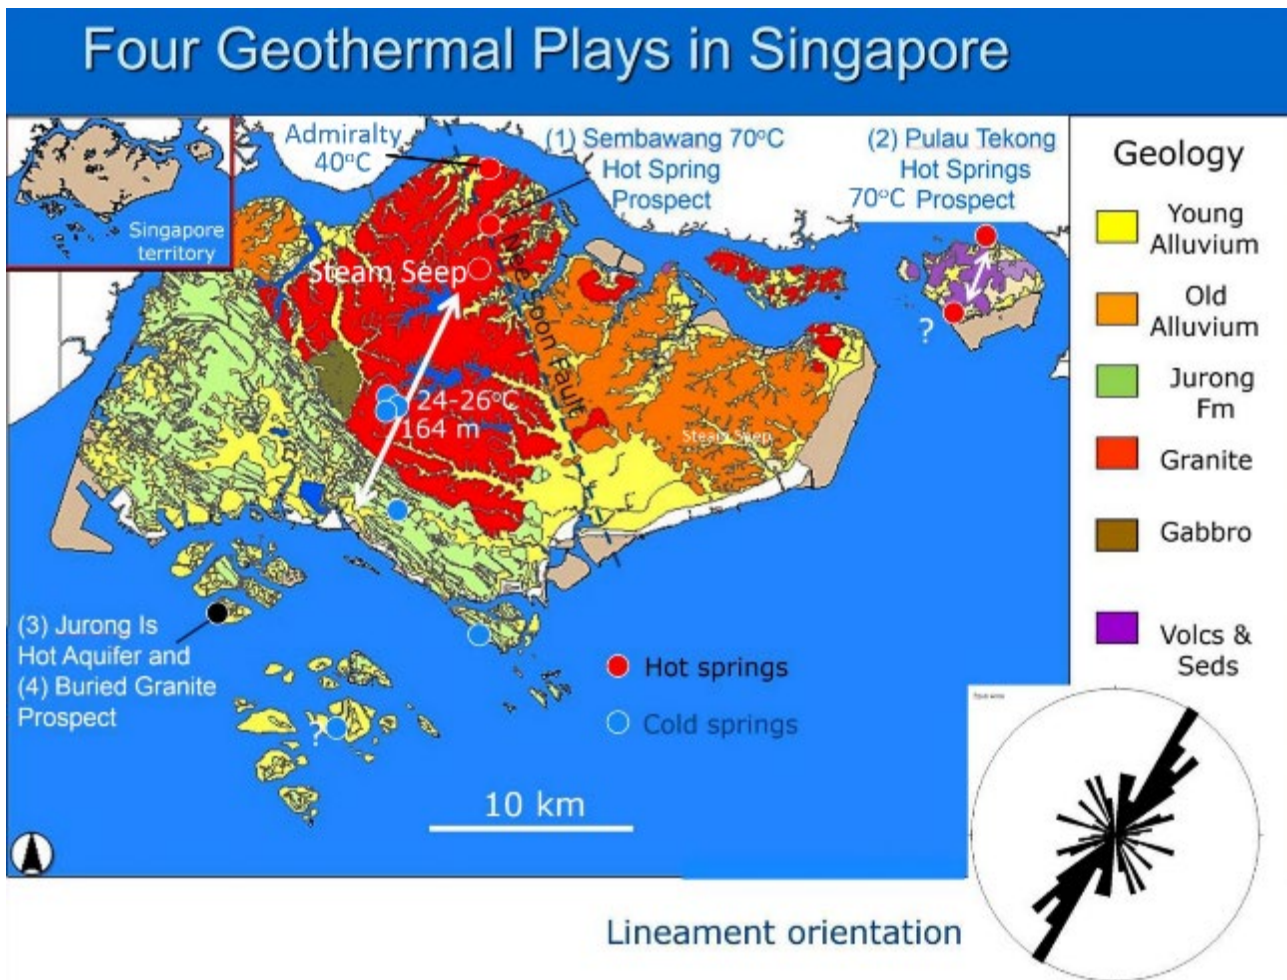 Four Geothermal Plays in Singapore
Singapore
territory
Admiralty
40°C
(1) Sembawang 70°C
Hot Spring
Prospect
(2) Pulau Tekong
Hot Springs
70°C Prospect
Geology
Young
Alluvium
Old
Alluvium
Jurong
Fm
Granite
Gabbro
Volcs &
Seds
Steam Seep
Nee Soon Fault
?
24-26°C
164 m
Steam Seep
(3) Jurong Is
Hot Aquifer and
(4) Buried Granite
Prospect
?
Hot springs
Cold springs
10 km
Lineament orientation